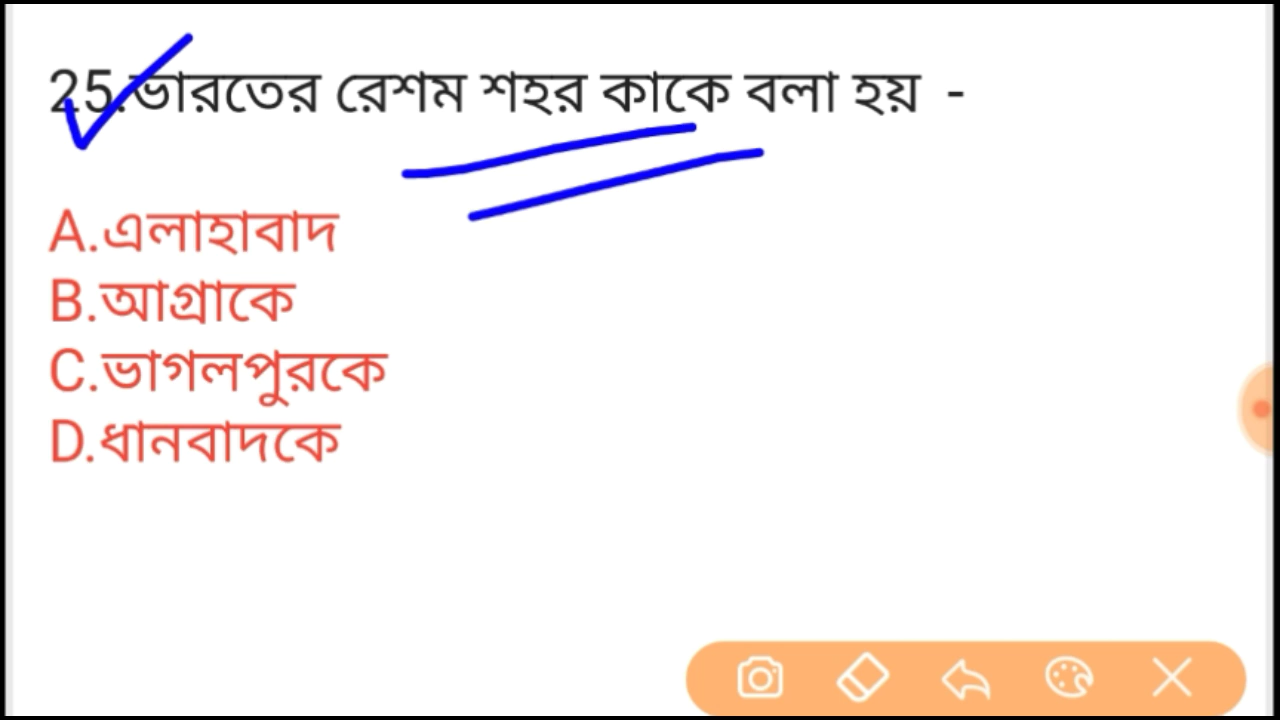 25.ভারতের রেশম শহর কাকে বলা হয় -
A.এলাহাবাদ
B.আগ্রাকে
C.ভাগলপুরকে
D.ধানবাদকে